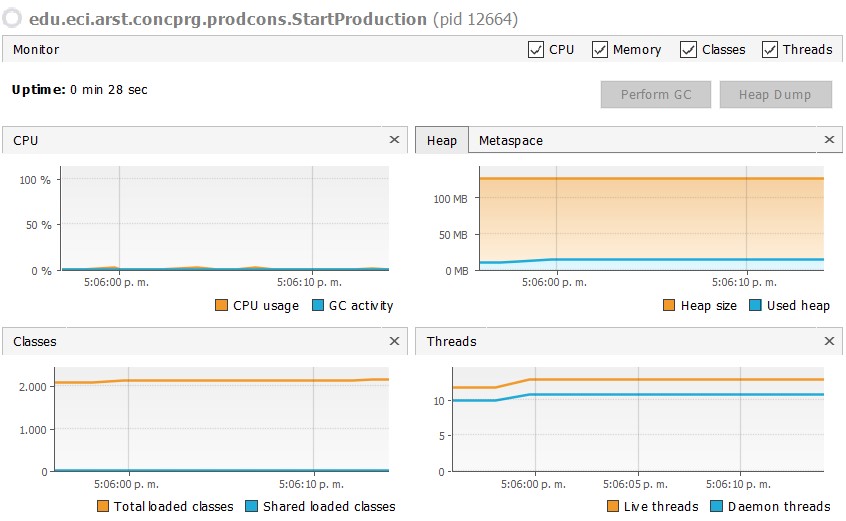 edu.eci.arst.concprg.prodcons.StartProduction (pid 12664)
Monitor CPU Memory Classes Threads
Uptime: 0 min 28 sec Perform GC Heap Dump
CPU
100 %
50 %
0 %
5:06:00 p. m. 5:06:10 p. m.
CPU usage GC activity
Heap Metaspace
100 MB
50 MB
0 MB
5:06:00 p. m. 5:06:10 p. m.
Heap size Used heap
Classes
2.000
1.000
0
5:06:00 p. m. 5:06:10 p. m.
Total loaded classes Shared loaded classes
Threads
10
5
0
5:06:00 p. m. 5:06:05 p. m. 5:06:10 p. m.
Live threads Daemon threads